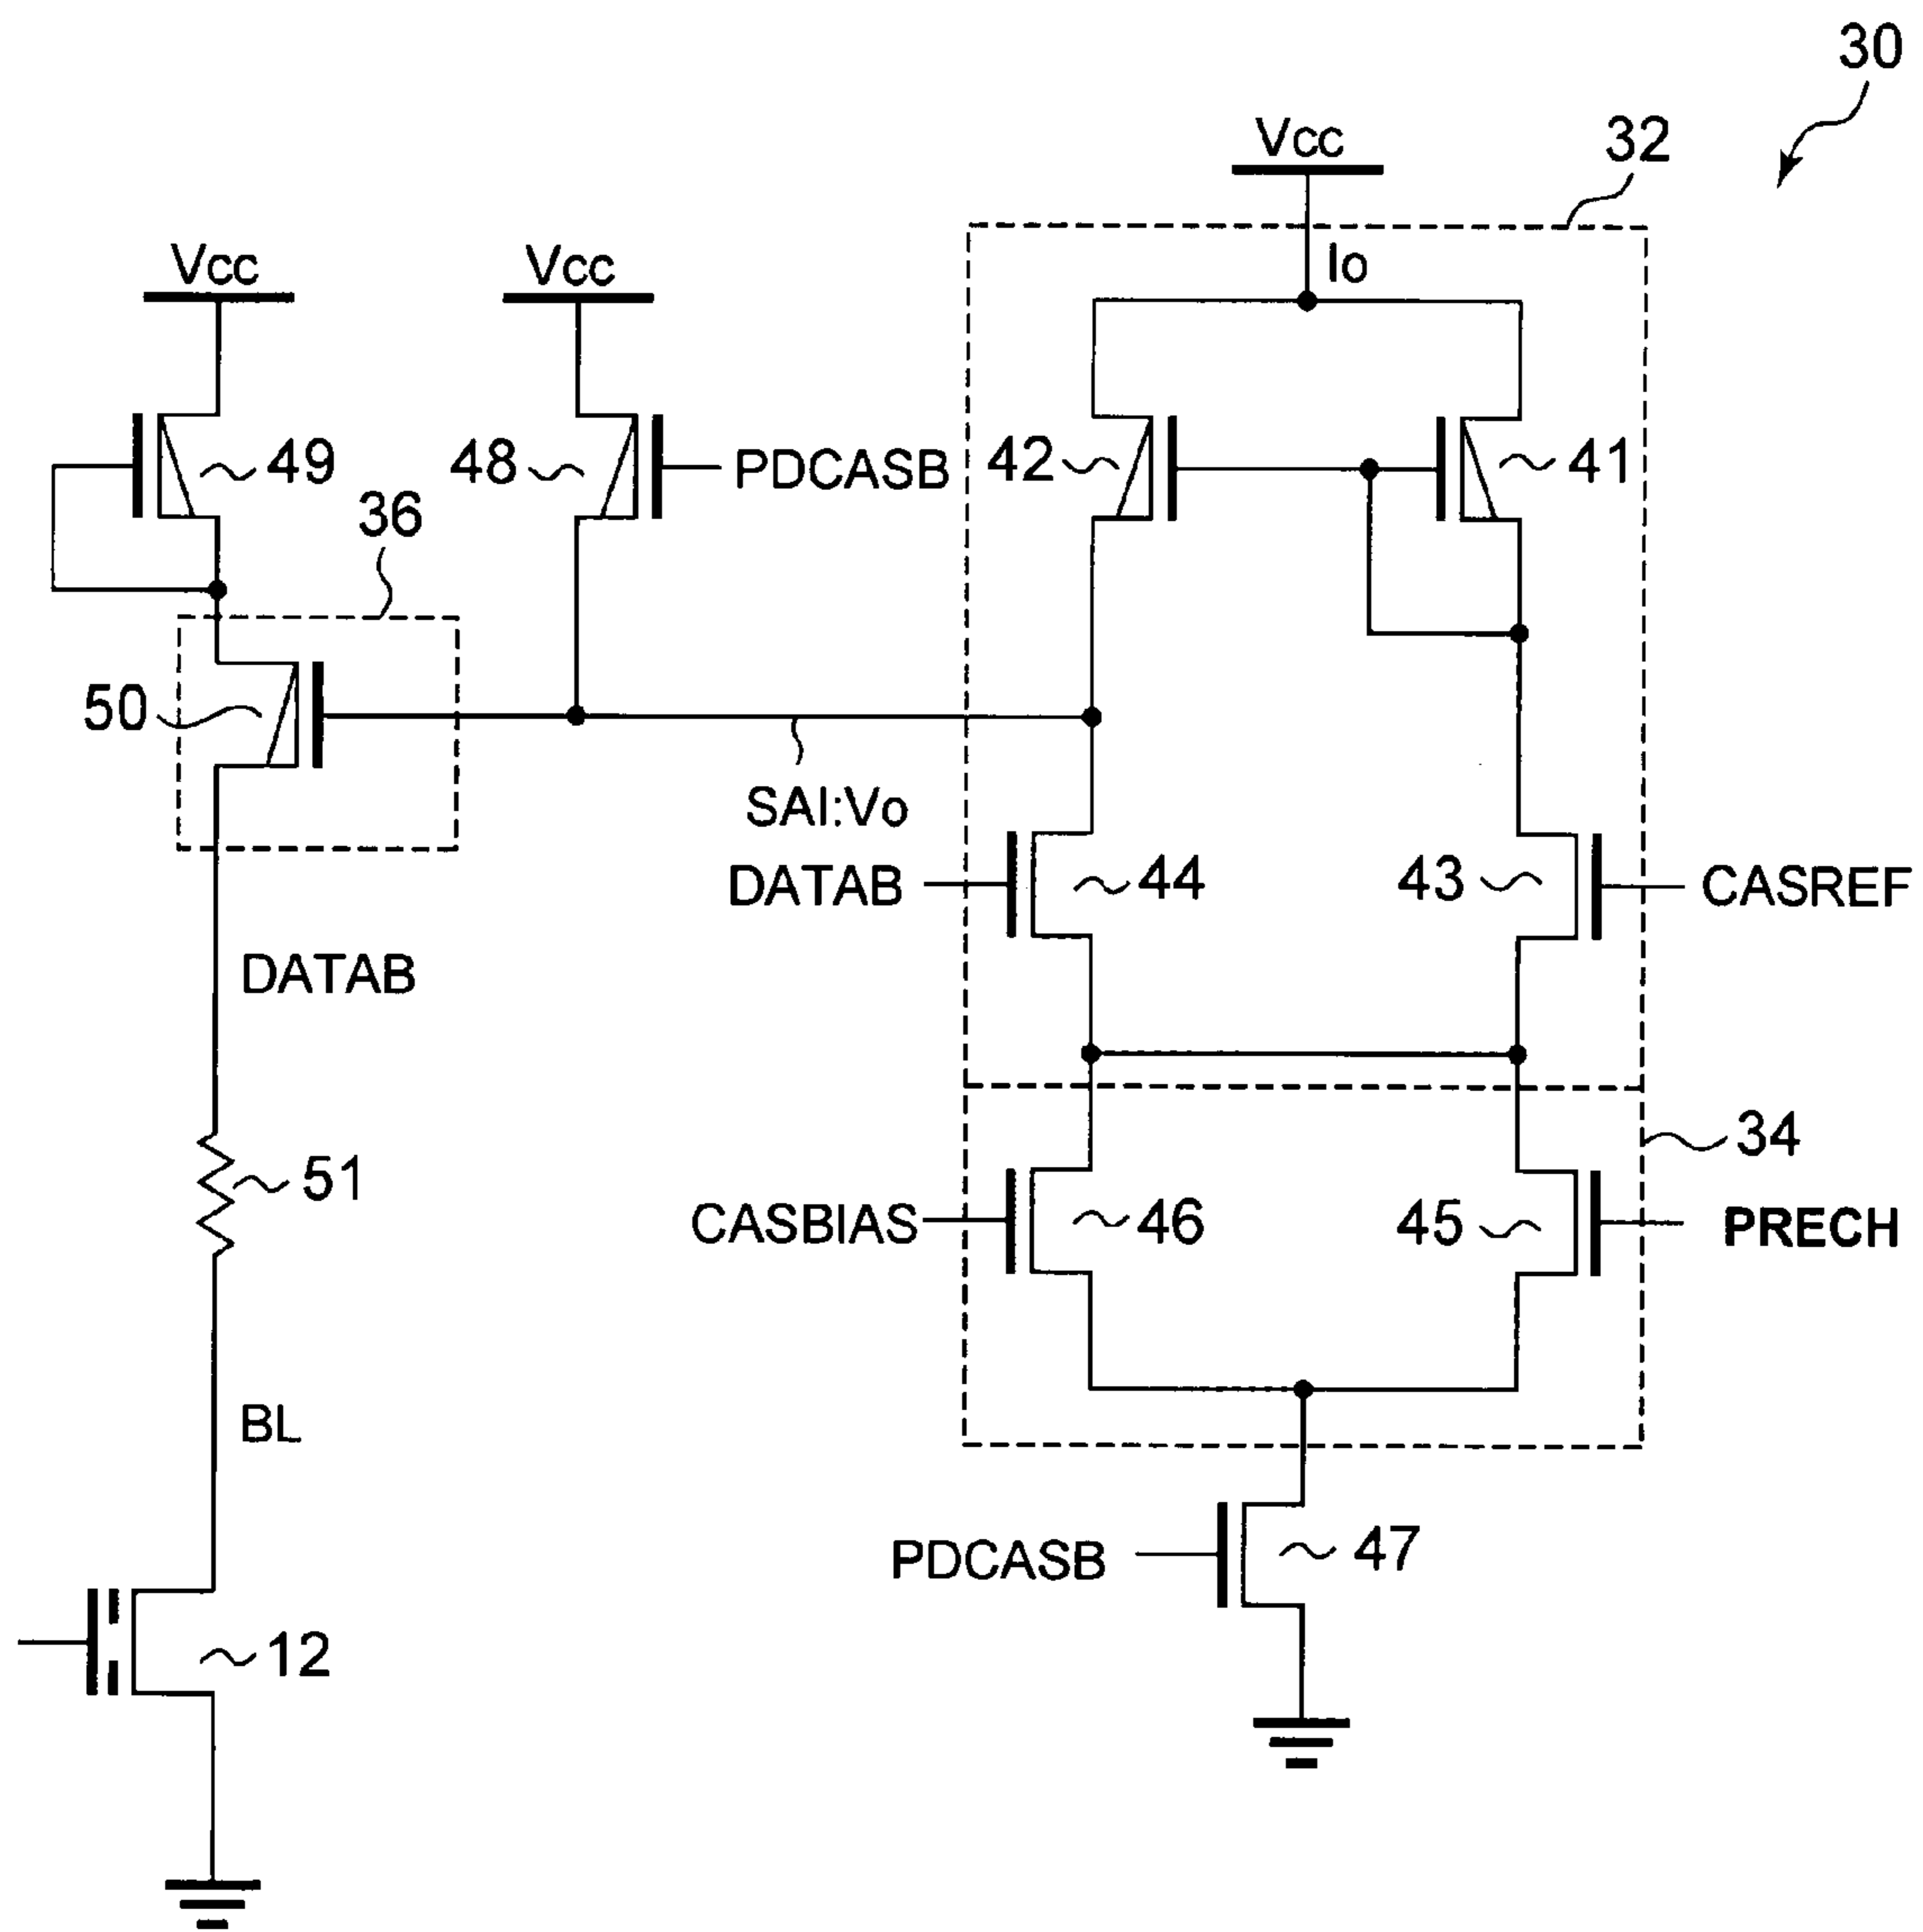 30
Vcc
32
Io
Vcc
Vcc
49
48
PDCASB
42
41
36
50
SAI:Vo
DATAB
44
43
CASREF
DATAB
34
51
CASBIAS
46
45
PRECH
BL
PDCASB
47
12